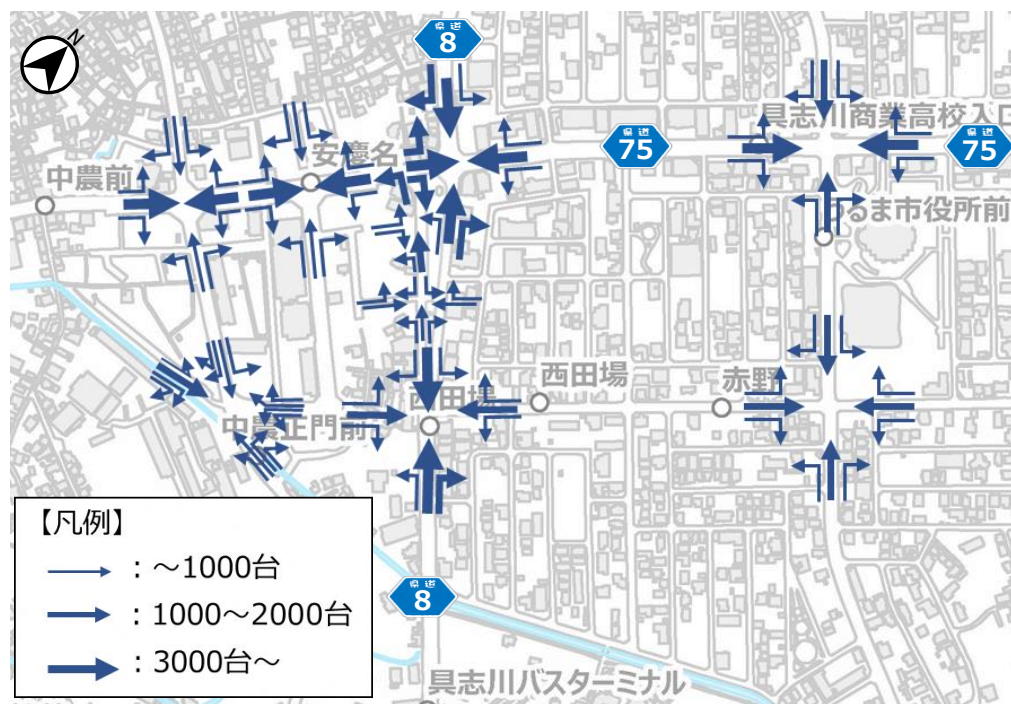 N
県道
8
具志川商業高校入口
県道
75
県道
75
安慶名
中農前
うるま市役所前
西田場
赤野
西田場
中農正門前
【凡例】
：～1000台
：1000～2000台
：3000台～
県道
8
具志川バスターミナル